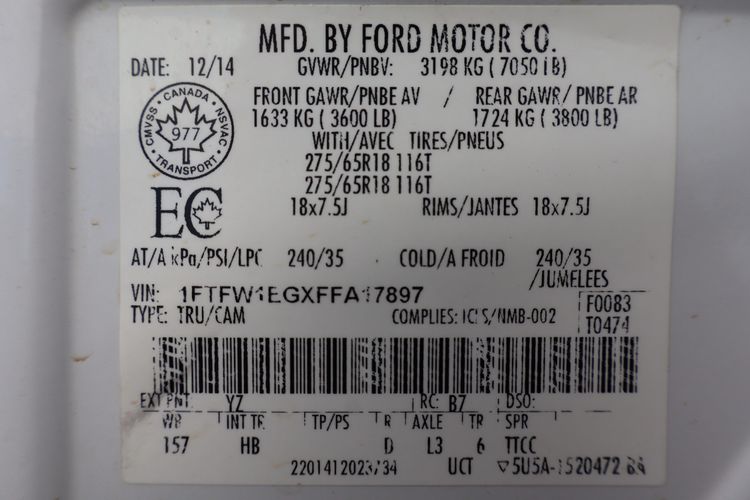 MFD. BY FORD MOTOR CO.
DATE: 12/14 GVWR/PNBV: 3198 KG ( 7050 LB)
FRONT GAWR/PNBE AV / REAR GAWR/ PNBE AR
1633 KG ( 3600 LB) 1724 KG ( 3800 LB)
WITH/AVEC TIRES/PNEUS
275/65R18 116T
275/65R18 116T
18x7.5J RIMS/JANTES 18x7.5J
CANADA
CMVSS NSVAC
977
TRANSPORT
EC
AT/A kPa/PSI/LPC 240/35 COLD/A FROID 240/35
/JUMELEES
VIN: 1FTFW1EGXFFA17897
F0083
TYPE: TRU/CAM COMPLIES: /NMB-002
T0474
EXT PNT: YZ RC: B7 DSO:
WB INT TR TP/PS R AXLE TR SPR
157 HB D L3 6 TTCC
UCT 5U5A-1520472